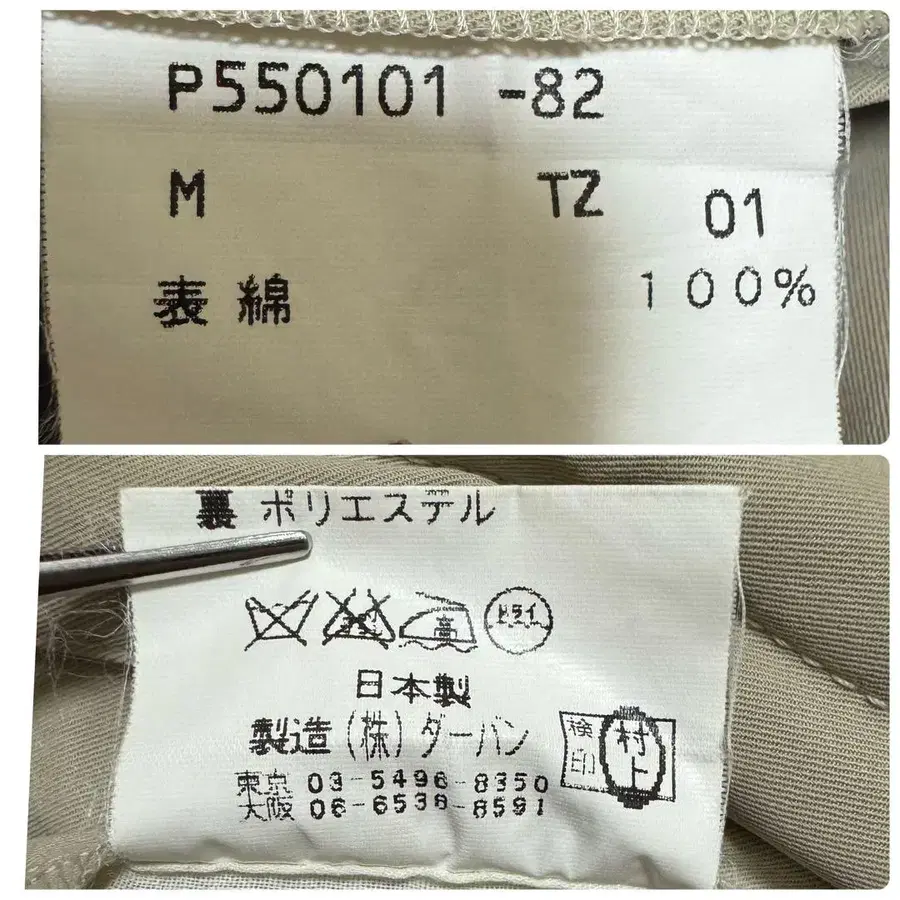 P550101 -82
M TZ 01
表 綿 100%
裏 ポリエステル
高 ドライ
日本製
製造(株)ダーバン
検印 村上
東京 03-5496-8350
大阪 06-6538-8591